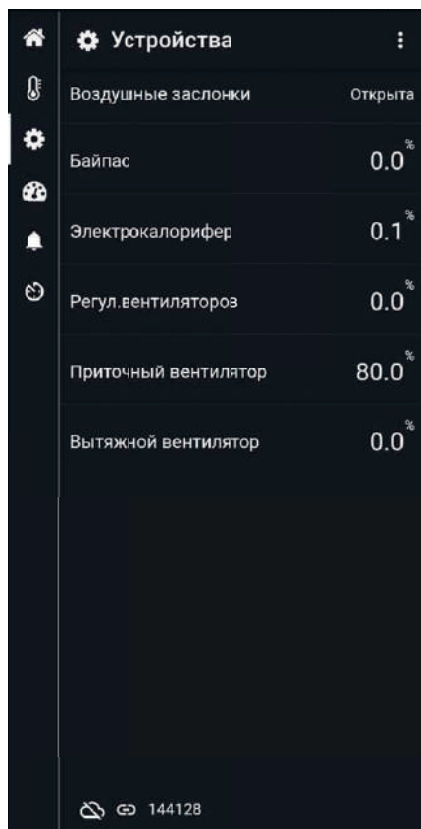 Устройства
Воздушные заслонки Открыта
Байпас 0.0%
Электрокалорифер 0.1%
Регул.вентиляторов 0.0%
Приточный вентилятор 80.0%
Вытяжной вентилятор 0.0%
144128